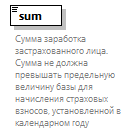 sum
Сумма заработка
застрахованного лица.
Сумма не должна
превышать предельную
величину базы для
начисления страховых
взносов, установленной в
календарном году